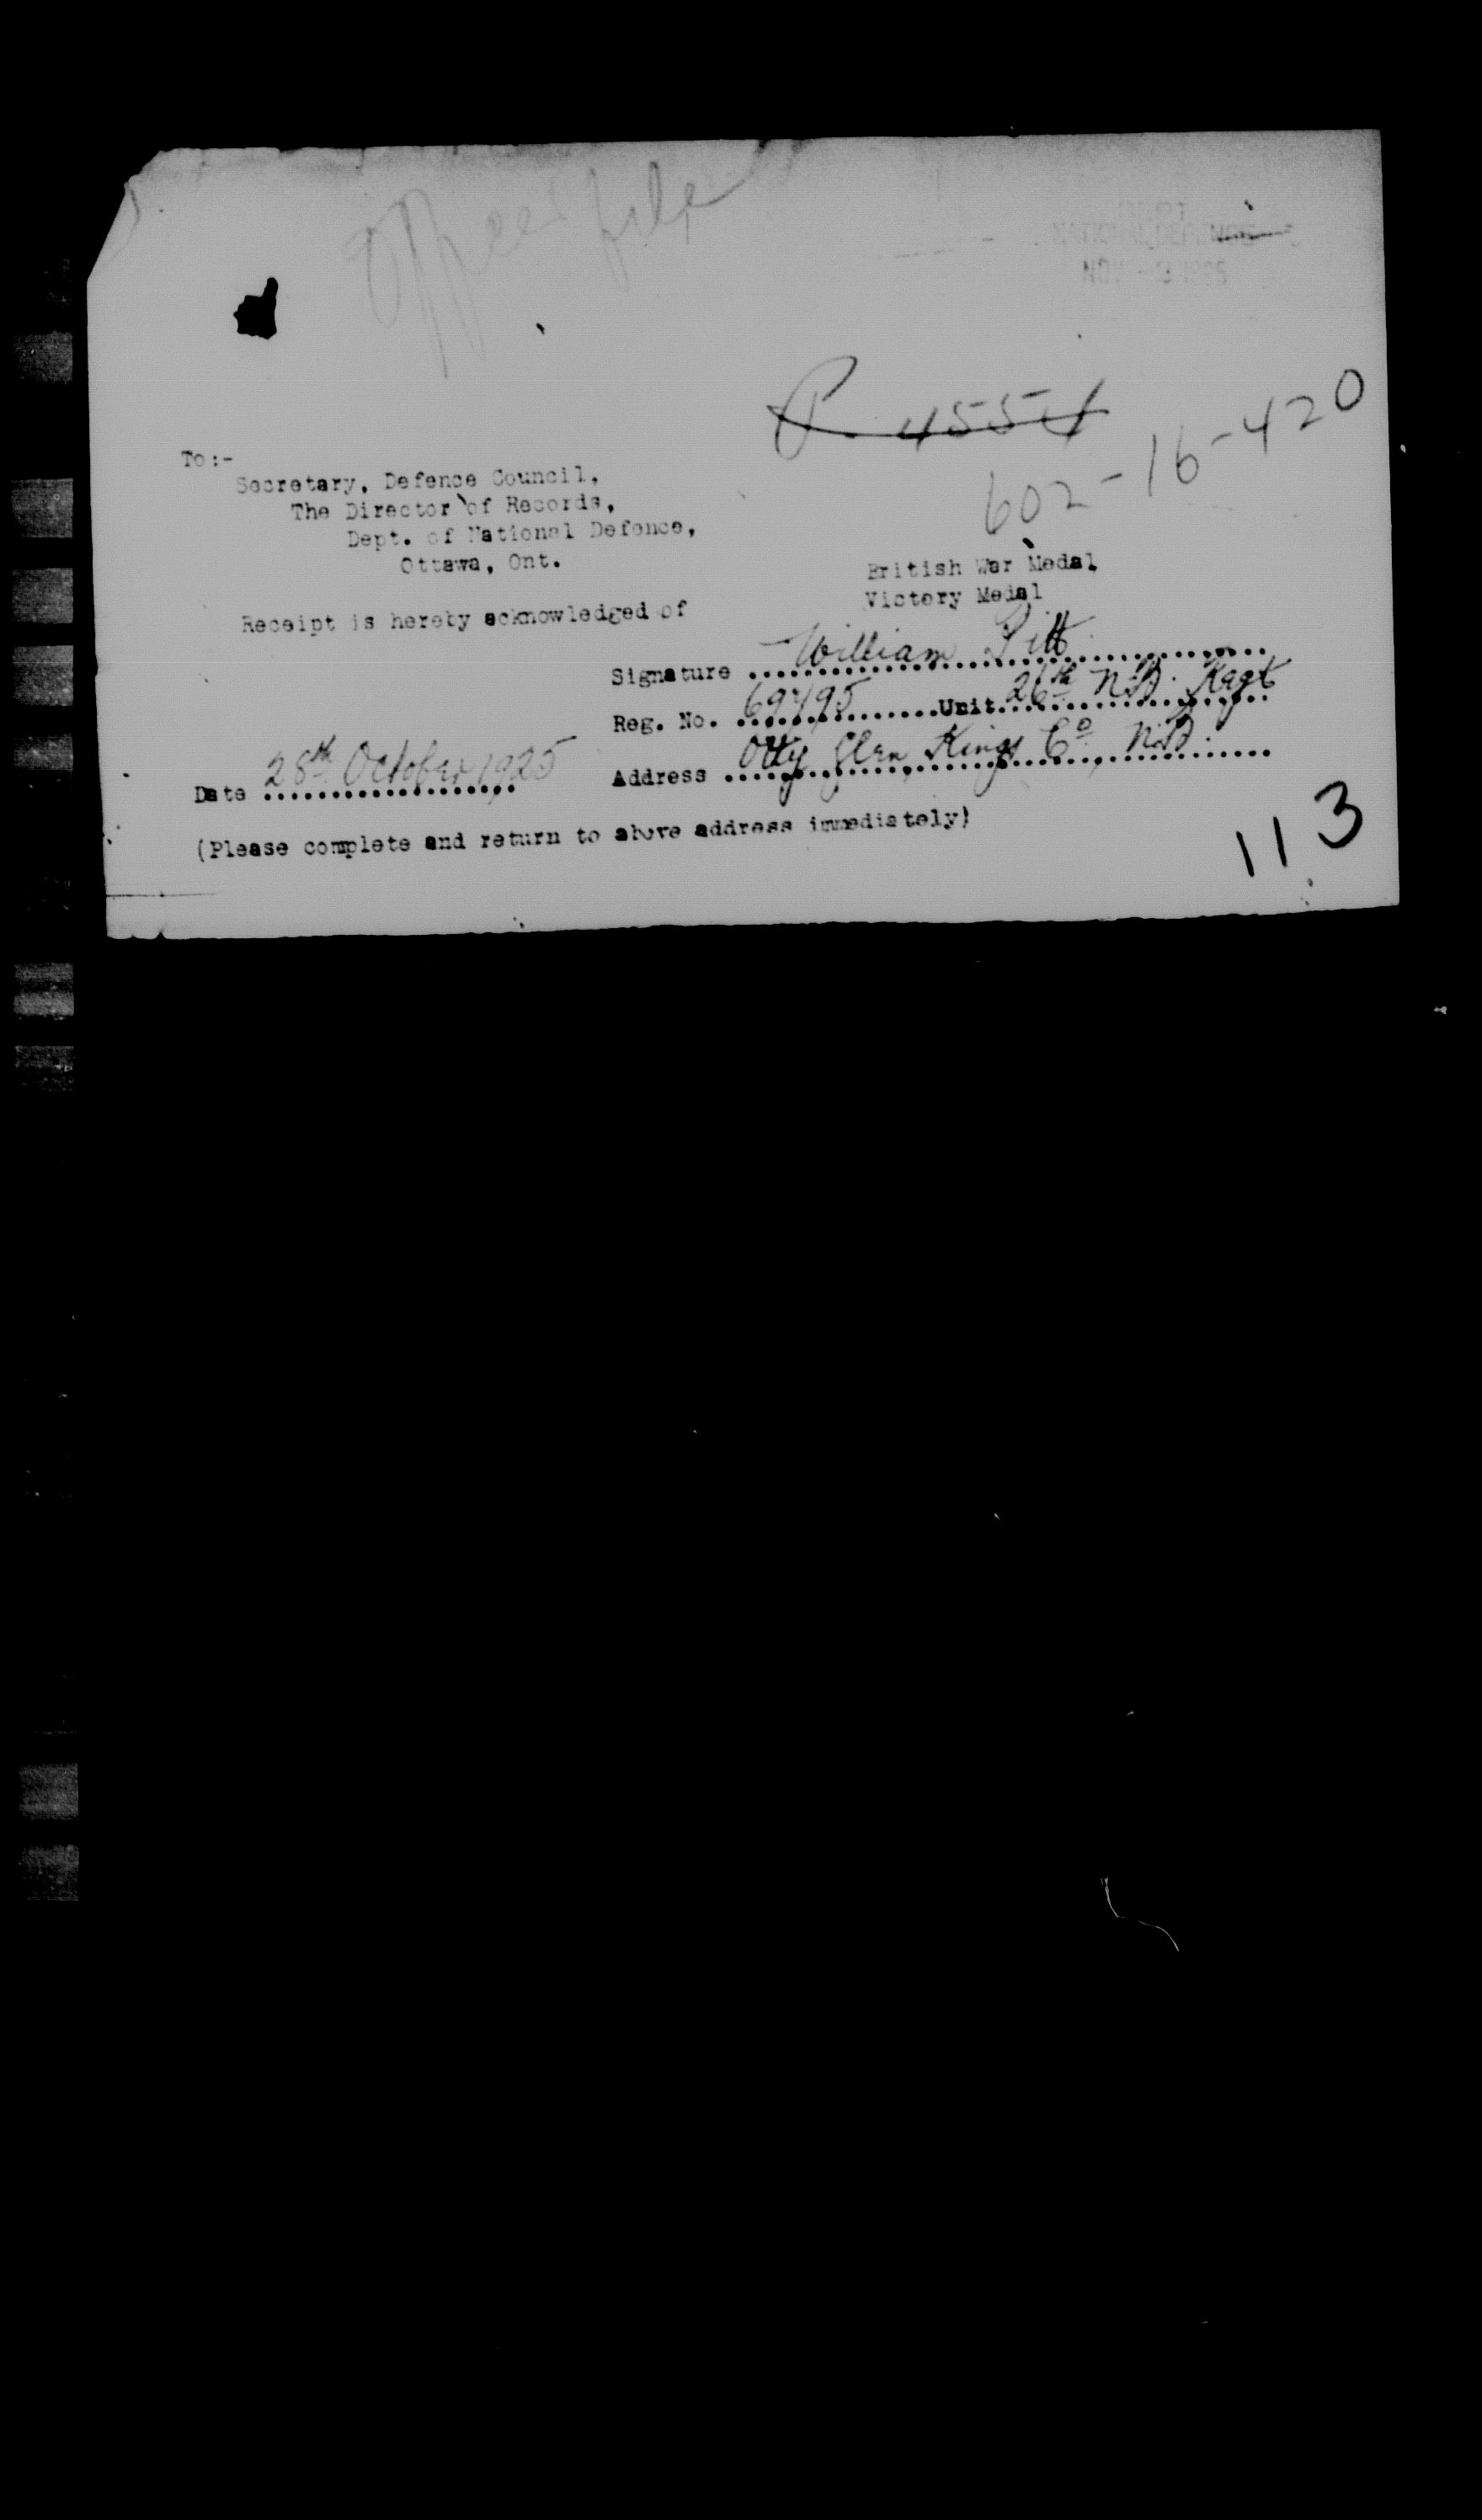 Office file
DEPT
NATIONAL DEFENCE
NOV
P. 4554
602-16-420
To:-
Secretary, Defence Council,
The Director of Records,
Dept. of National Defence,
Ottawa, Ont.
British War Medal
Victory Medal
Receipt is hereby acknowledged of
Signature William Pitt
Reg. No. 69795 Unit 26th N.B. Regt
Date 28th October 1925 Address Otty Glen Kings Co. N.B.
(Please complete and return to above address immediately)
113